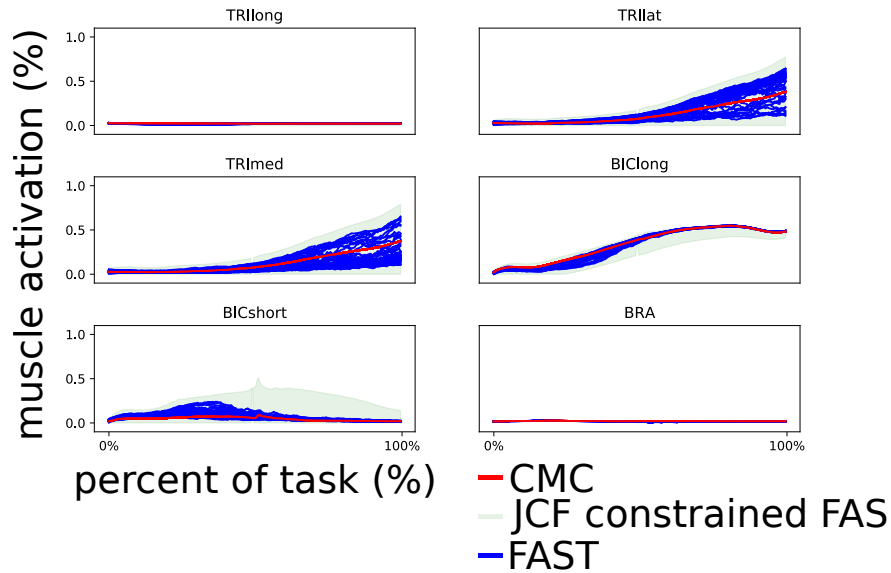 TRIlong
TRIlat
1.0
0.5
0.0
TRImed
BIClong
1.0
0.5
0.0
BICshort
BRA
1.0
0.5
0.0
0%
100%
0%
100%
muscle activation (%)
percent of task (%)
CMC
JCF constrained FAS
FAST